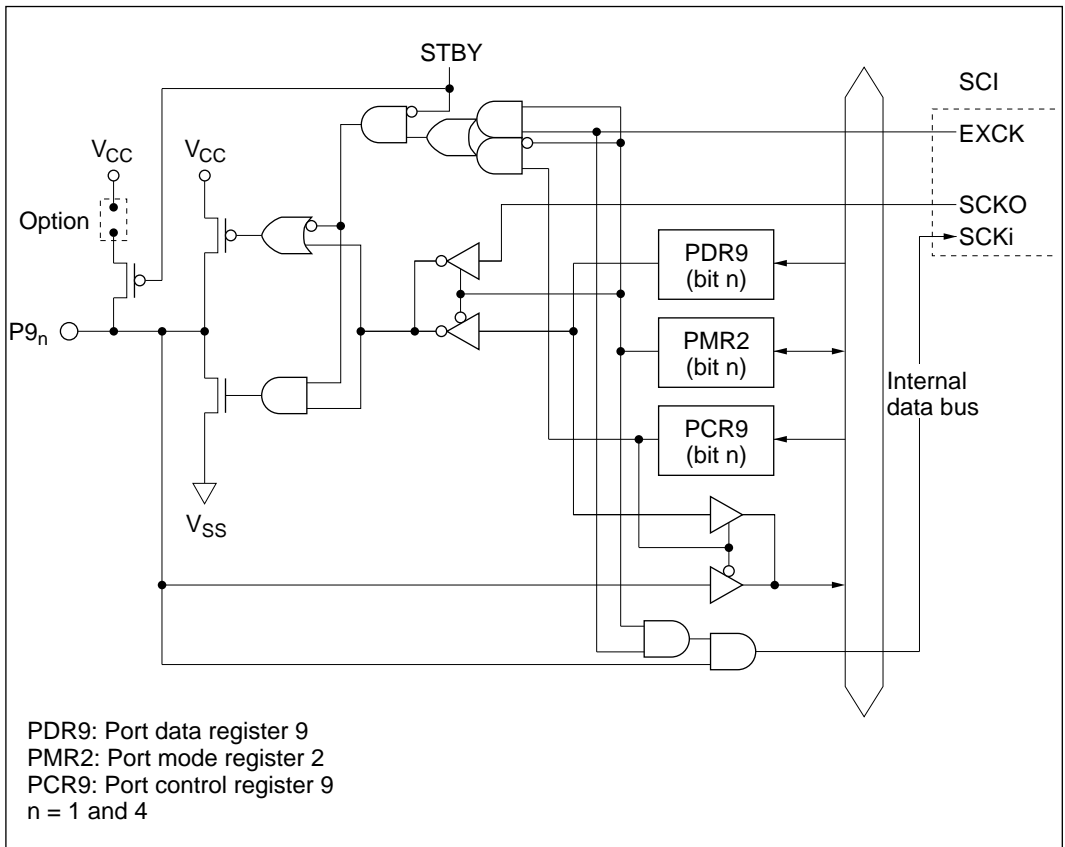 STBY
SCI
EXCK
VCC
VCC
Option
SCKO
SCKi
PDR9
(bit n)
P9n
PMR2
(bit n)
Internal
data bus
PCR9
(bit n)
VSS
PDR9: Port data register 9
PMR2: Port mode register 2
PCR9: Port control register 9
n = 1 and 4